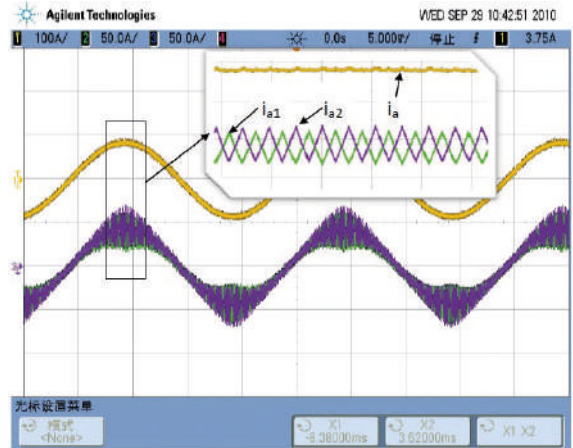 Agilent Technologies WED SEP 29 10:42:51 2010
1 100A/ 2 50.0A/ 3 50.0A/ 4 0.0s 5.000₥/ 停止 1 3.75A
ia1 ia2 ia
光标设置菜单
模式 X1 X2 X1 X2
<None> -8.38000ms 3.62000ms